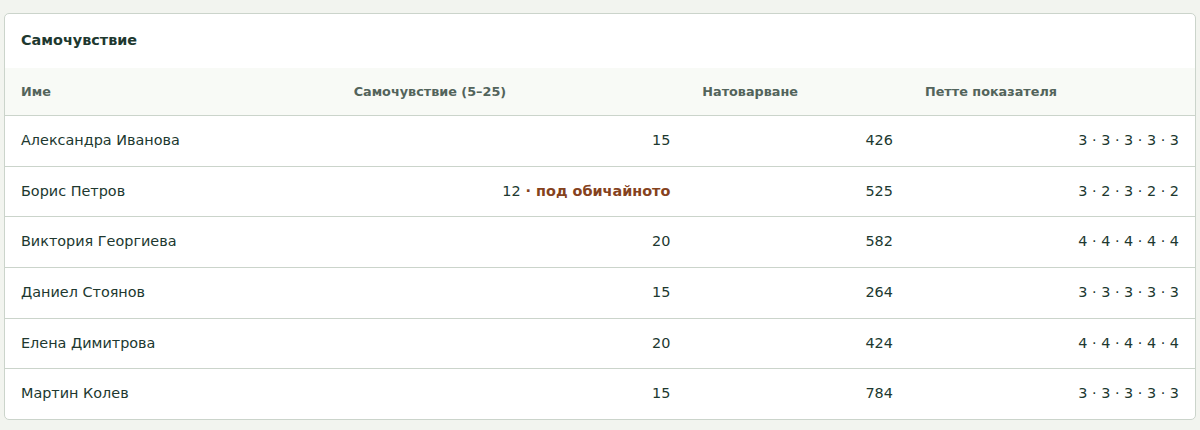 Самочувствие
Име Самочувствие (5–25) Натоварване Петте показателя
Александра Иванова 15 426 3 · 3 · 3 · 3 · 3
Борис Петров 12 · под обичайното 525 3 · 2 · 3 · 2 · 2
Виктория Георгиева 20 582 4 · 4 · 4 · 4 · 4
Даниел Стоянов 15 264 3 · 3 · 3 · 3 · 3
Елена Димитрова 20 424 4 · 4 · 4 · 4 · 4
Мартин Колев 15 784 3 · 3 · 3 · 3 · 3